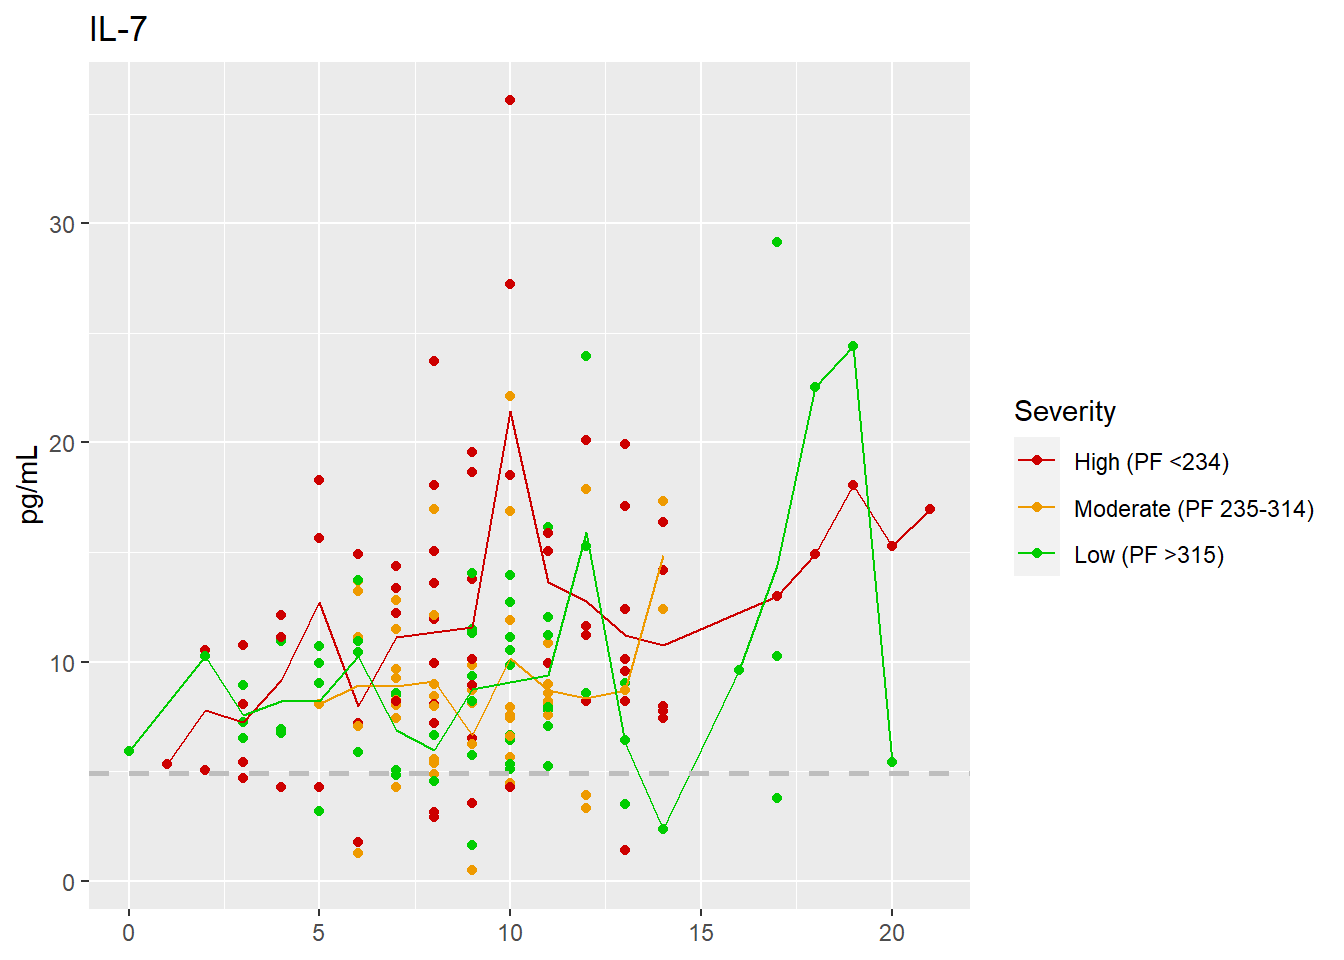 IL-7
pg/mL
30
20
10
0
0 5 10 15 20
Severity
High (PF <234)
Moderate (PF 235-314)
Low (PF >315)